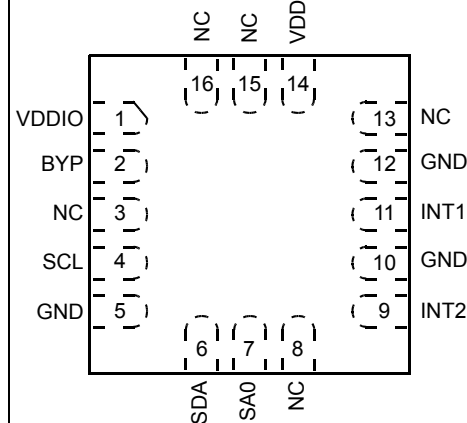 NC NC VDD
16 15 14
VDDIO 1 13 NC
BYP 2 12 GND
NC 3 11 INT1
SCL 4 10 GND
GND 5 9 INT2
6 7 8
SDA SA0 NC